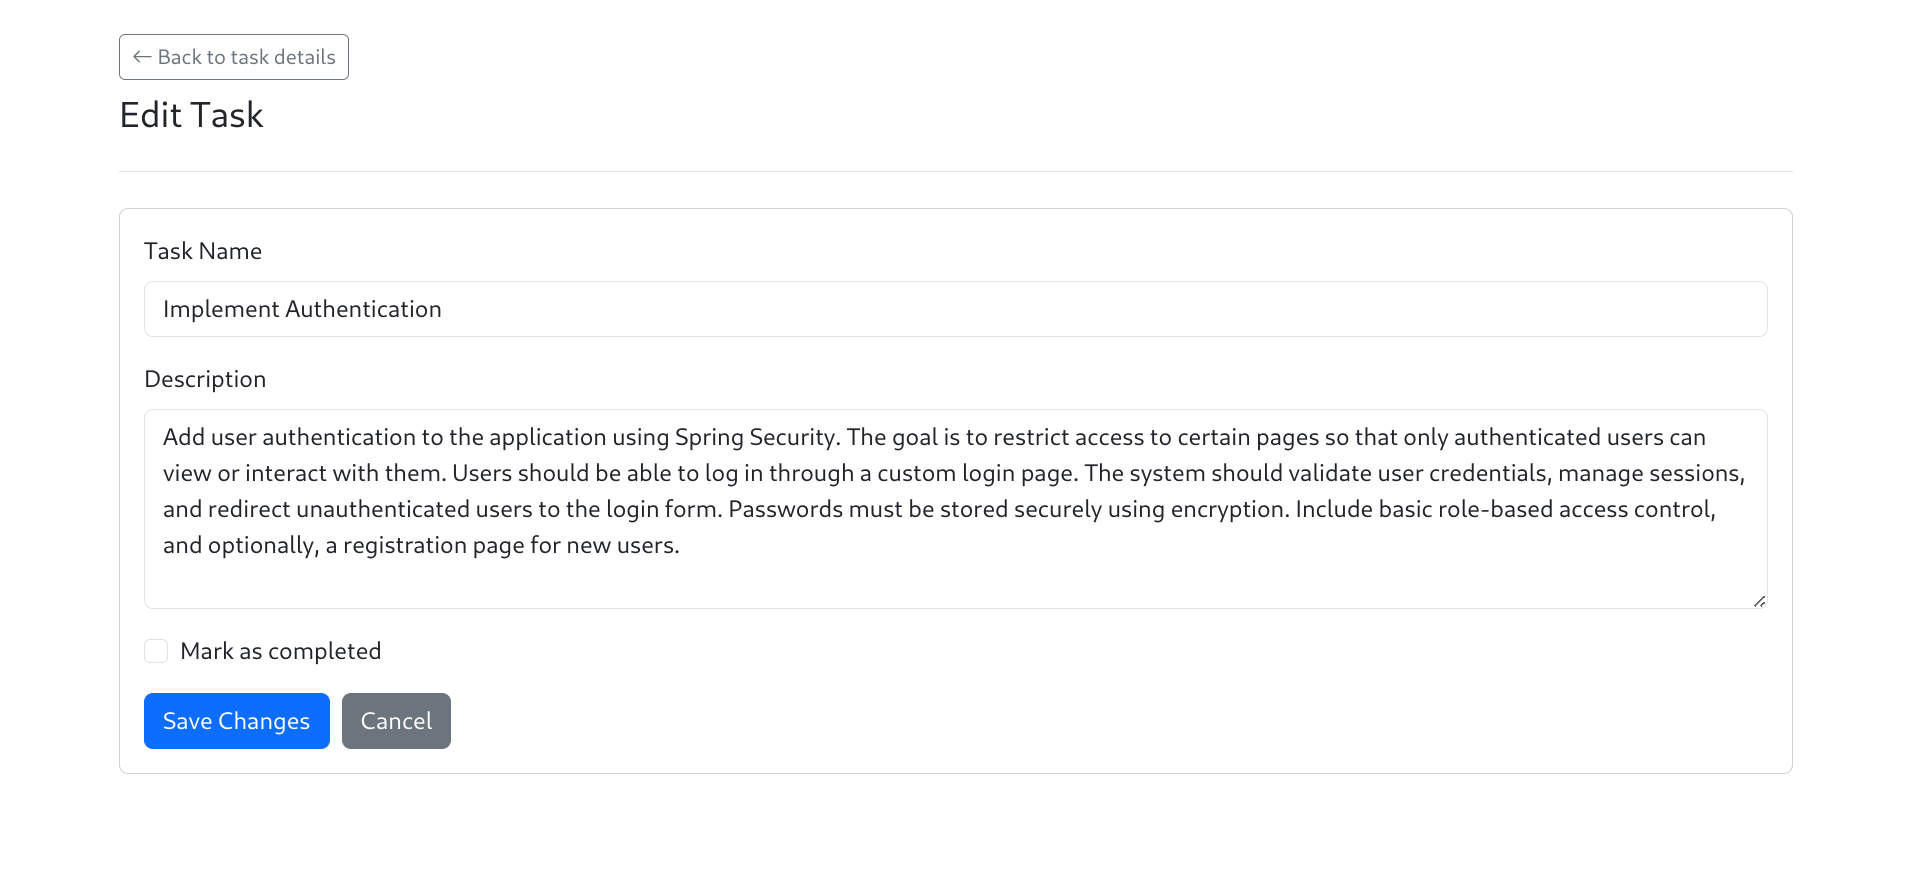 ← Back to task details
Edit Task
Task Name
Implement Authentication
Description
Add user authentication to the application using Spring Security. The goal is to restrict access to certain pages so that only authenticated users can
view or interact with them. Users should be able to log in through a custom login page. The system should validate user credentials, manage sessions,
and redirect unauthenticated users to the login form. Passwords must be stored securely using encryption. Include basic role-based access control,
and optionally, a registration page for new users.
Mark as completed
Save Changes Cancel